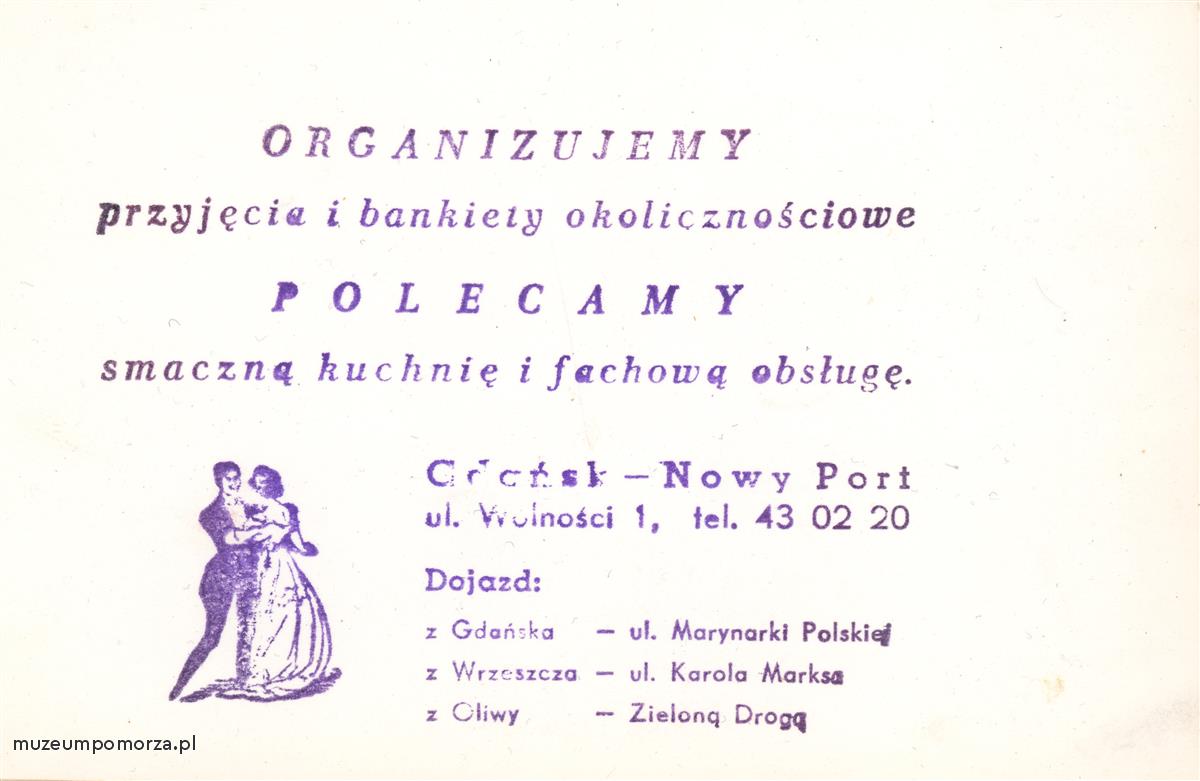 ORGANIZUJEMY
przyjęcia i bankiety okolicznościowe
POLECAMY
smaczną kuchnię i fachową obsługę.
Gdańsk — Nowy Port
ul. Wolności 1, tel. 43 02 20
Dojazd:
z Gdańska — ul. Marynarki Polskiej
z Wrzeszcza — ul. Karola Marksa
z Oliwy — Zieloną Drogą
muzeumpomorza.pl